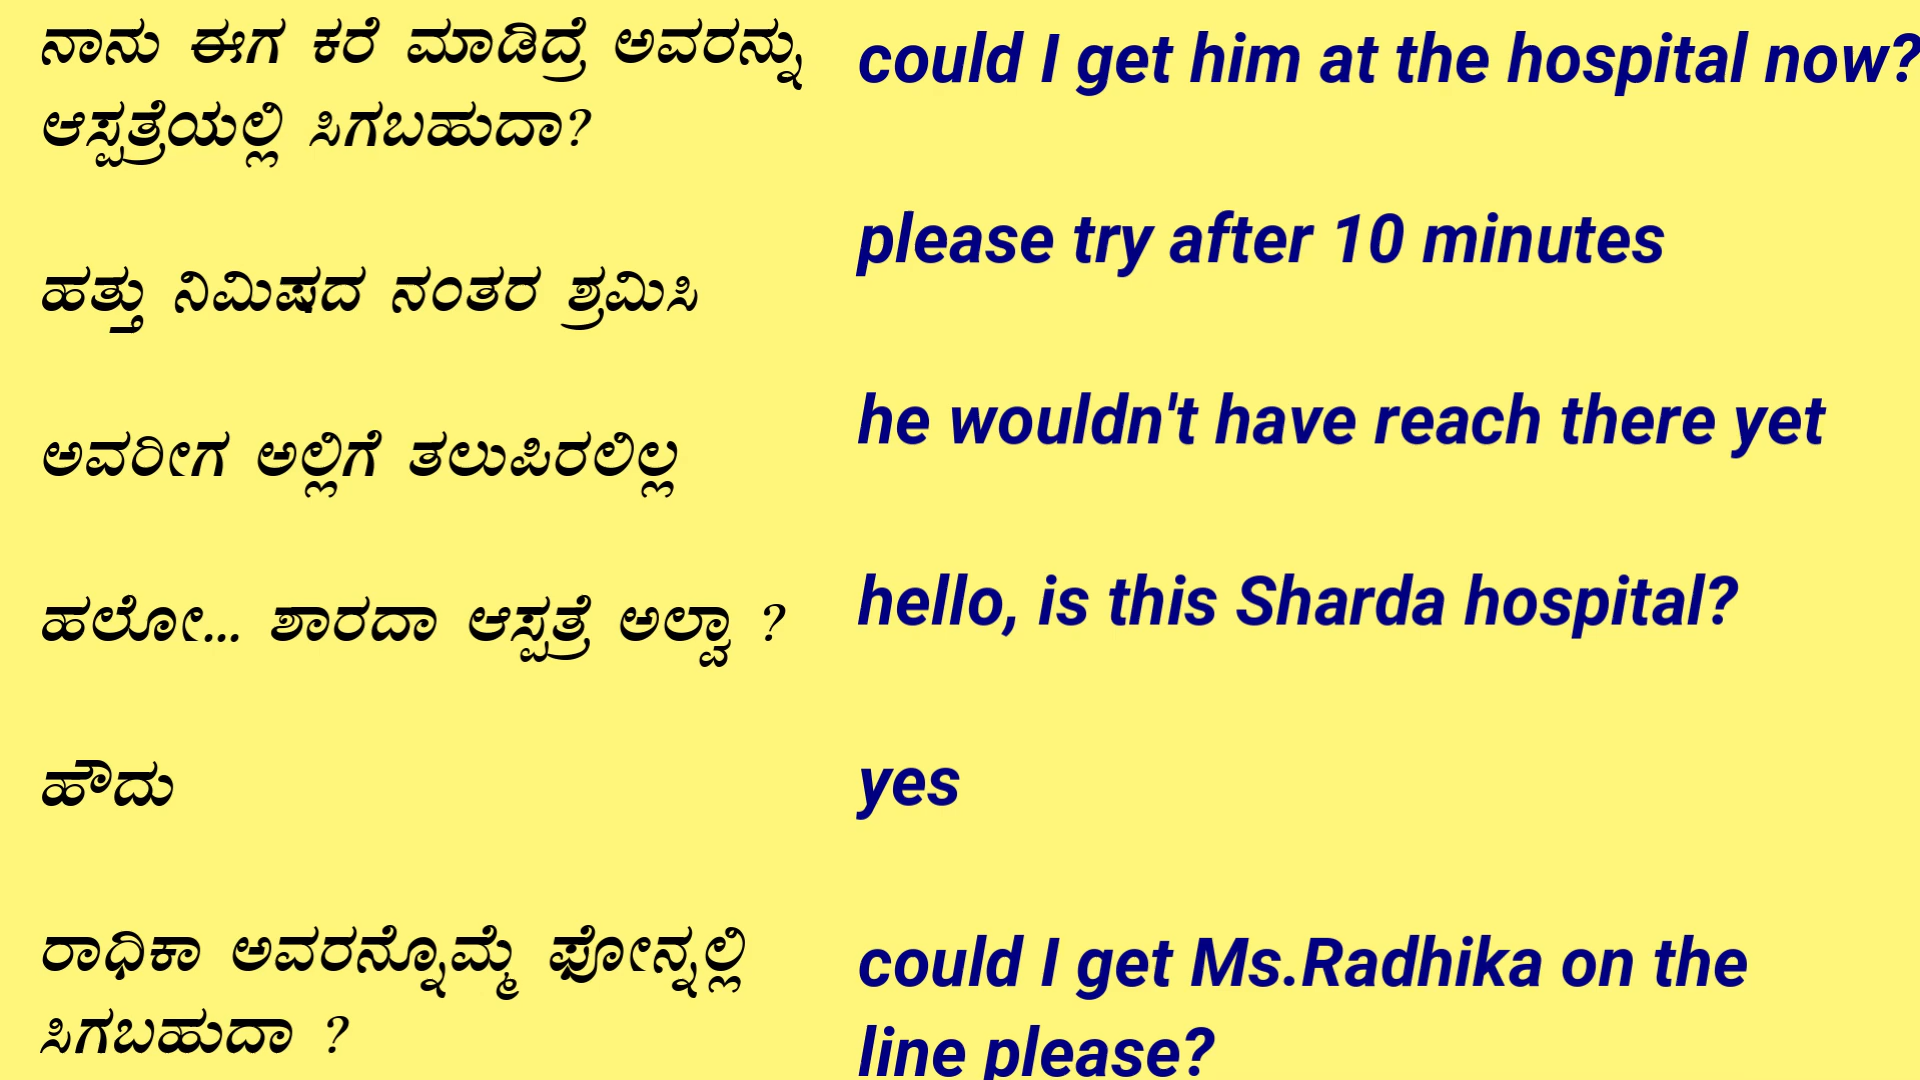 ನಾನು ಈಗ ಕರೆ ಮಾಡಿದ್ರೆ ಅವರನ್ನು
ಆಸ್ಪತ್ರೆಯಲ್ಲಿ ಸಿಗಬಹುದಾ?
could I get him at the hospital now?
ಹತ್ತು ನಿಮಿಷದ ನಂತರ ಶ್ರಮಿಸಿ
please try after 10 minutes
ಅವರೀಗ ಅಲ್ಲಿಗೆ ತಲುಪಿರಲಿಲ್ಲ
he wouldn't have reach there yet
ಹಲೋ... ಶಾರದಾ ಆಸ್ಪತ್ರೆ ಅಲ್ವಾ ?
hello, is this Sharda hospital?
ಹೌದು
yes
ರಾಧಿಕಾ ಅವರನ್ನೊಮ್ಮೆ ಫೋನ್ನಲ್ಲಿ
ಸಿಗಬಹುದಾ ?
could I get Ms.Radhika on the
line please?